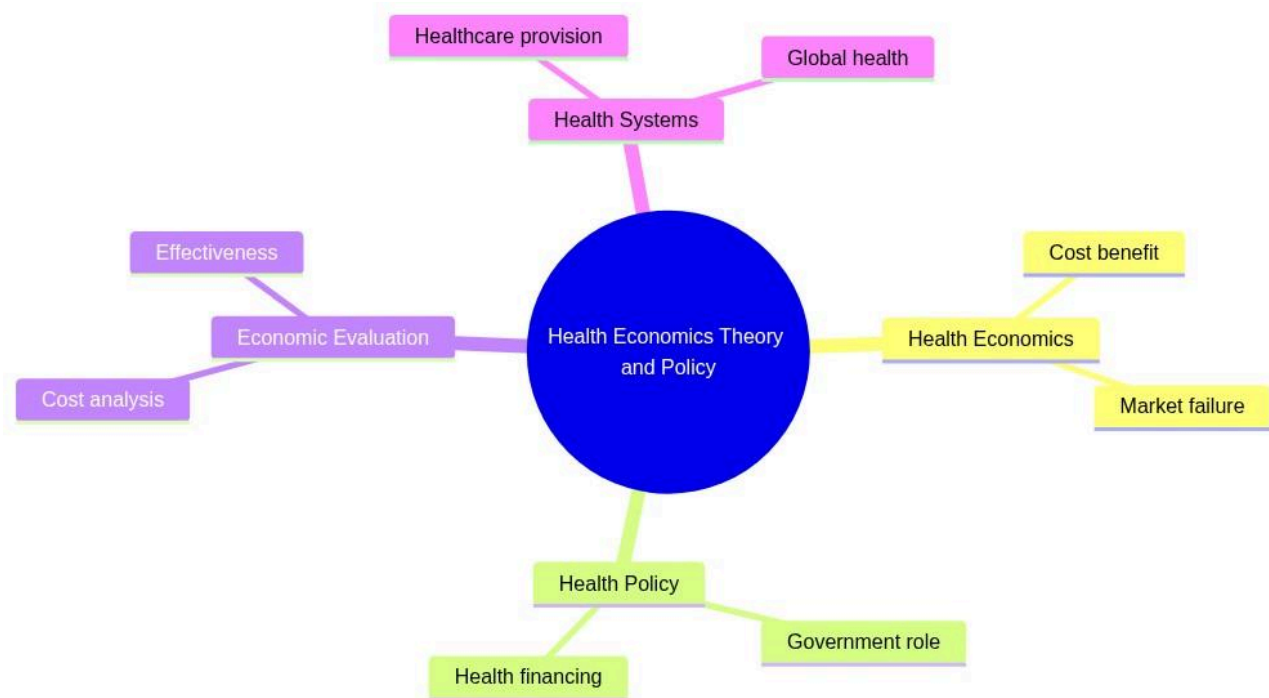 Healthcare provision
Global health
Health Systems
Effectiveness
Cost benefit
Economic Evaluation
Health Economics Theory
and Policy
Health Economics
Cost analysis
Market failure
Health Policy
Government role
Health financing